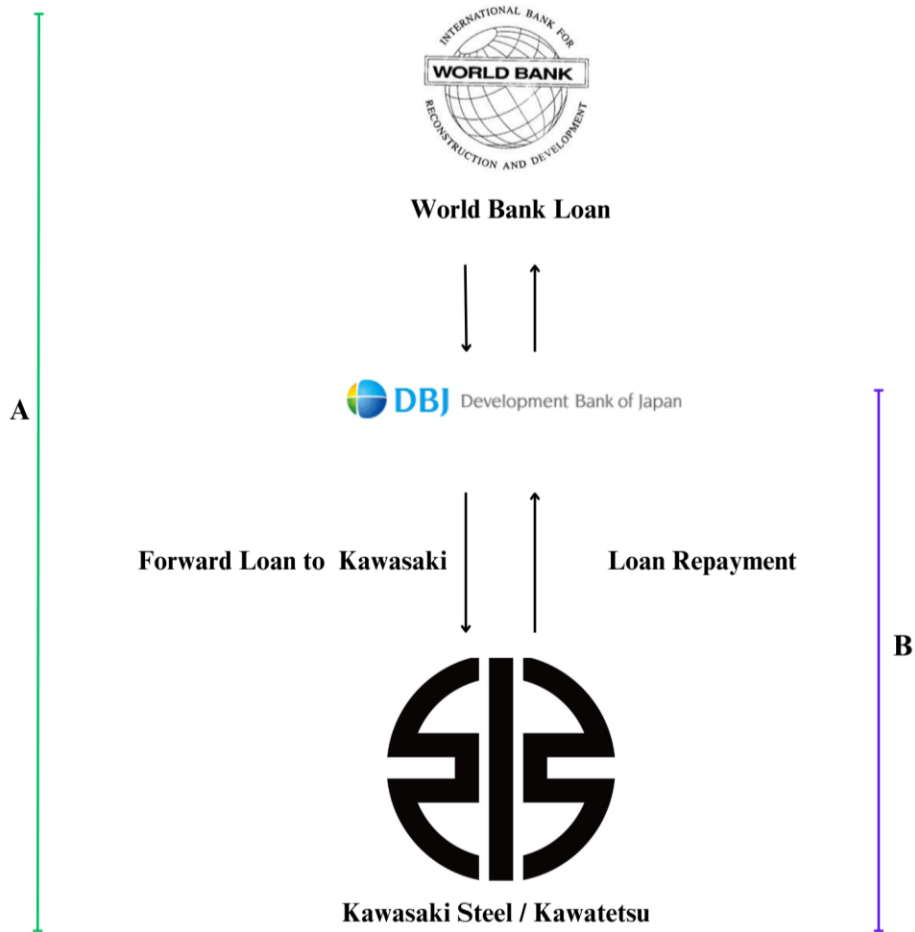 INTERNATIONAL BANK FOR
WORLD BANK
RECONSTRUCTION AND DEVELOPMENT
World Bank Loan
DBJ Development Bank of Japan
A
Forward Loan to Kawasaki
Loan Repayment
B
Kawasaki Steel / Kawatetsu